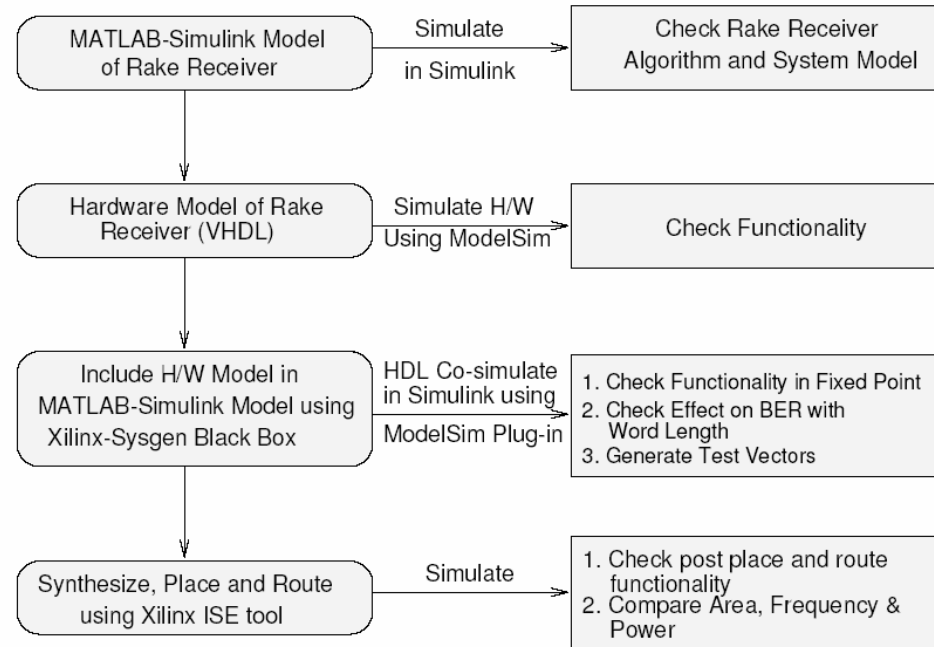 MATLAB-Simulink Model
of Rake Receiver
Simulate
in Simulink
Check Rake Receiver
Algorithm and System Model
Hardware Model of Rake
Receiver (VHDL)
Simulate H/W
Using ModelSim
Check Functionality
Include H/W Model in
MATLAB-Simulink Model using
Xilinx-Sysgen Black Box
HDL Co-simulate
in Simulink using
ModelSim Plug-in
1. Check Functionality in Fixed Point
2. Check Effect on BER with
Word Length
3. Generate Test Vectors
Synthesize, Place and Route
using Xilinx ISE tool
Simulate
1. Check post place and route
functionality
2. Compare Area, Frequency &
Power